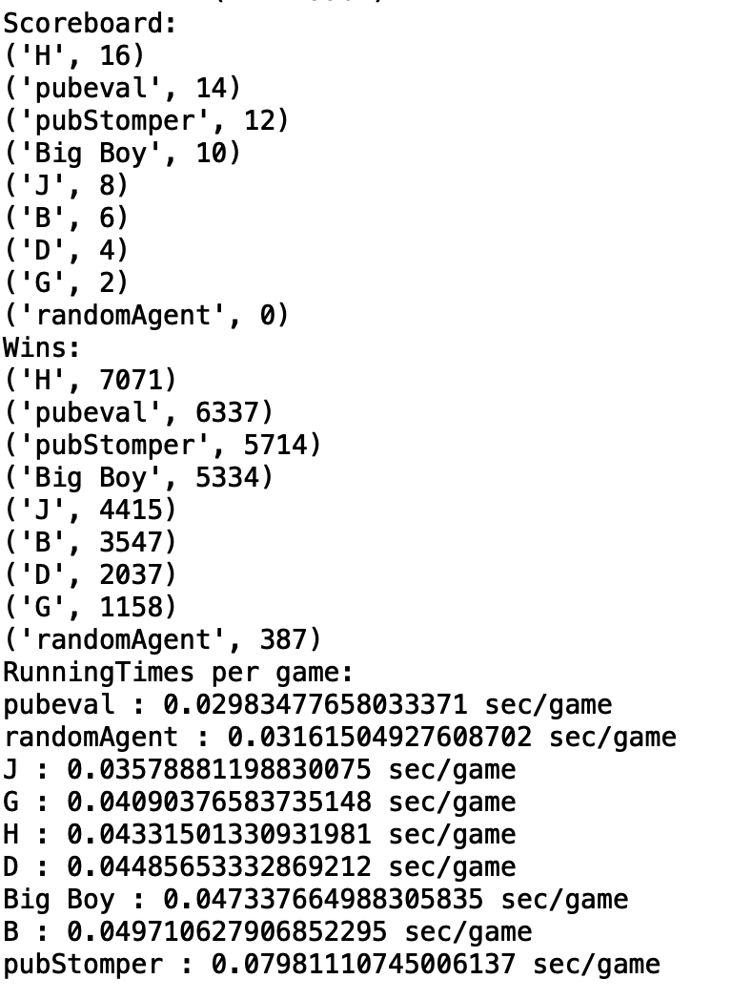 Scoreboard:
('H', 16)
('pubeval', 14)
('pubStomper', 12)
('Big Boy', 10)
('J', 8)
('B', 6)
('D', 4)
('G', 2)
('randomAgent', 0)
Wins:
('H', 7071)
('pubeval', 6337)
('pubStomper', 5714)
('Big Boy', 5334)
('J', 4415)
('B', 3547)
('D', 2037)
('G', 1158)
('randomAgent', 387)
RunningTimes per game:
pubeval : 0.02983477658033371 sec/game
randomAgent : 0.03161504927608702 sec/game
J : 0.03578881198830075 sec/game
G : 0.04090376583735148 sec/game
H : 0.04331501330931981 sec/game
D : 0.04485653332869212 sec/game
Big Boy : 0.047337664988305835 sec/game
B : 0.049710627906852295 sec/game
pubStomper : 0.07981110745006137 sec/game